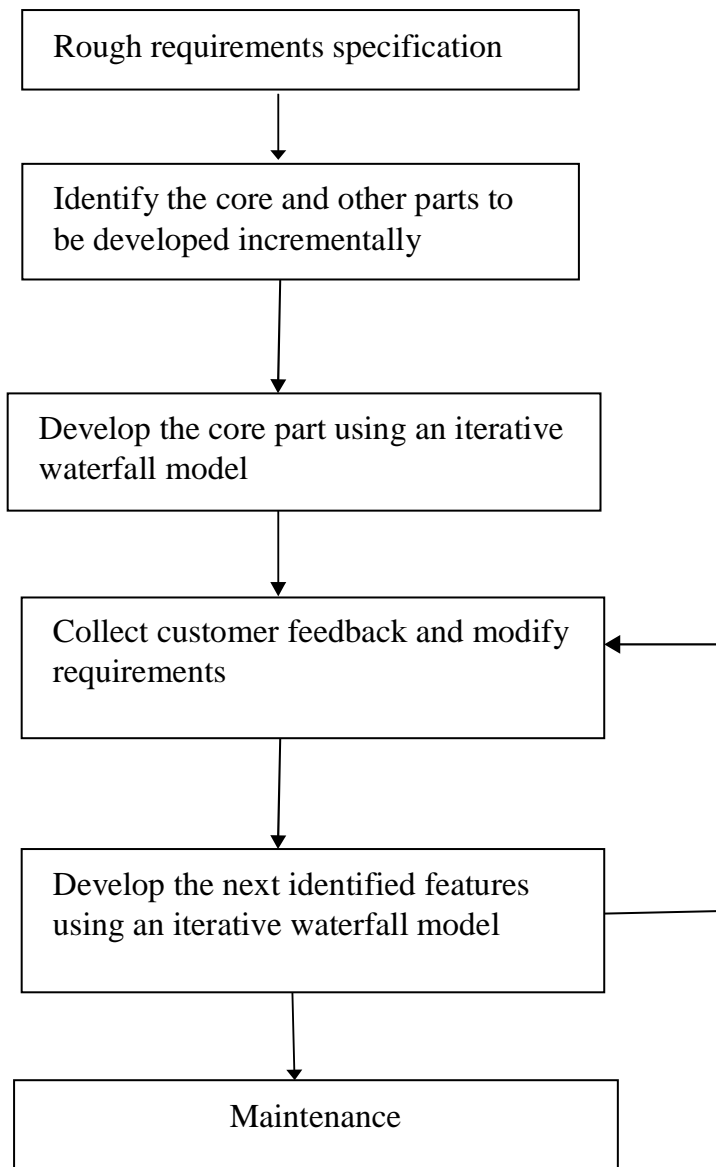 Rough requirements specification
Identify the core and other parts to
be developed incrementally
Develop the core part using an iterative
waterfall model
Collect customer feedback and modify
requirements
Develop the next identified features
using an iterative waterfall model
Maintenance